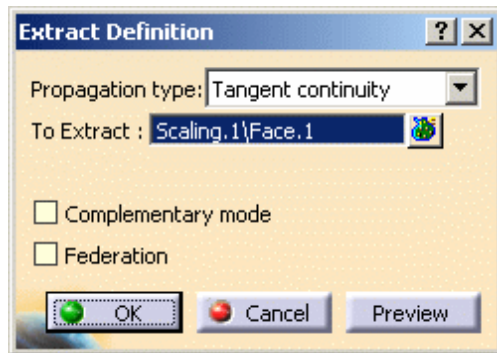 Extract Definition
Propagation type: Tangent continuity
To Extract : Scaling.1\Face.1
Complementary mode
Federation
OK Cancel Preview